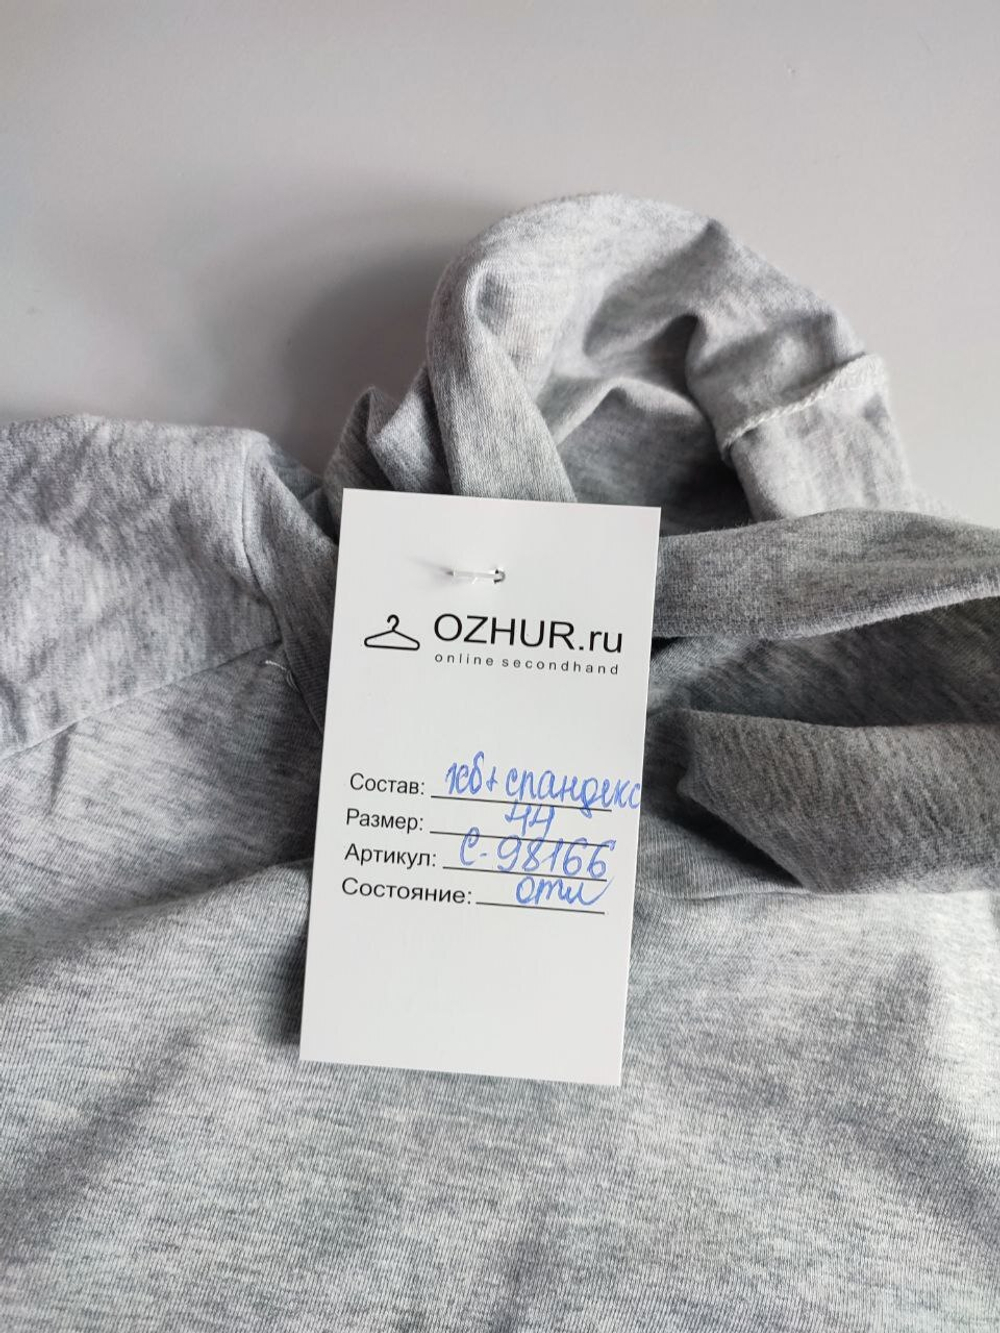 OZHUR.ru
online secondhand
Состав: хб+спандекс
Размер: 44
Артикул: С-98166
Состояние: отл